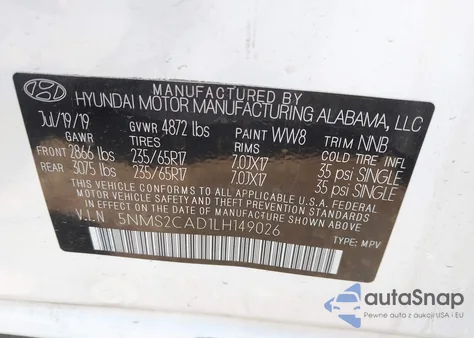 MANUFACTURED BY
HYUNDAI MOTOR MANUFACTURING ALABAMA, LLC
Jul/19/19 GVWR 4872 lbs PAINT WW8 TRIM NNB
GAWR TIRES RIMS COLD TIRE INFL
FRONT 2866 lbs 235/65R17 7.0JX17 35 psi SINGLE
REAR 3075 lbs 235/65R17 7.0JX17 35 psi SINGLE
THIS VEHICLE CONFORMS TO ALL APPLICABLE U.S.A. FEDERAL
MOTOR VEHICLE SAFETY AND THEFT PREVENTION STANDARDS
IN EFFECT ON THE DATE OF MANUFACTURE SHOWN ABOVE.
V.I.N 5NMS2CAD1LH149026
TYPE: MPV
autaSnap
Pewne auta z USA i EU